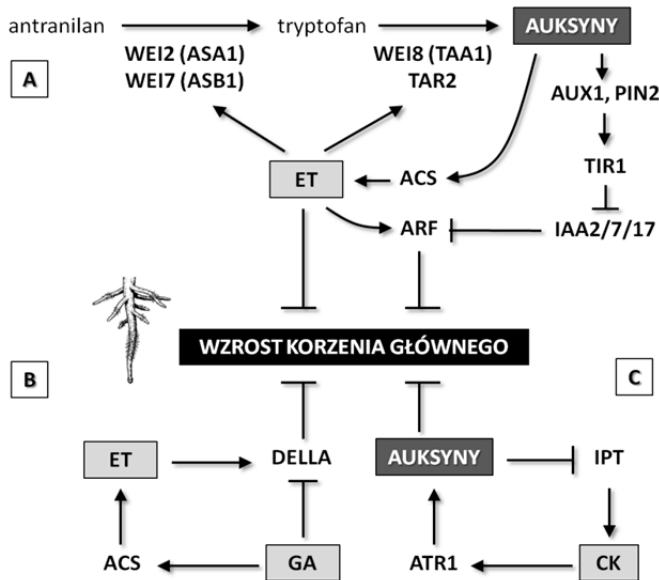 antranilan
tryptofan
AUKSYNY
WEI2 (ASA1)
WEI7 (ASB1)
WEI8 (TAA1)
TAR2
A
AUX1, PIN2
TIR1
ET
ACS
ARF
IAA2/7/17
WZROST KORZENIA GŁÓWNEGO
B
C
ET
DELLA
AUKSYNY
IPT
ACS
GA
ATR1
CK